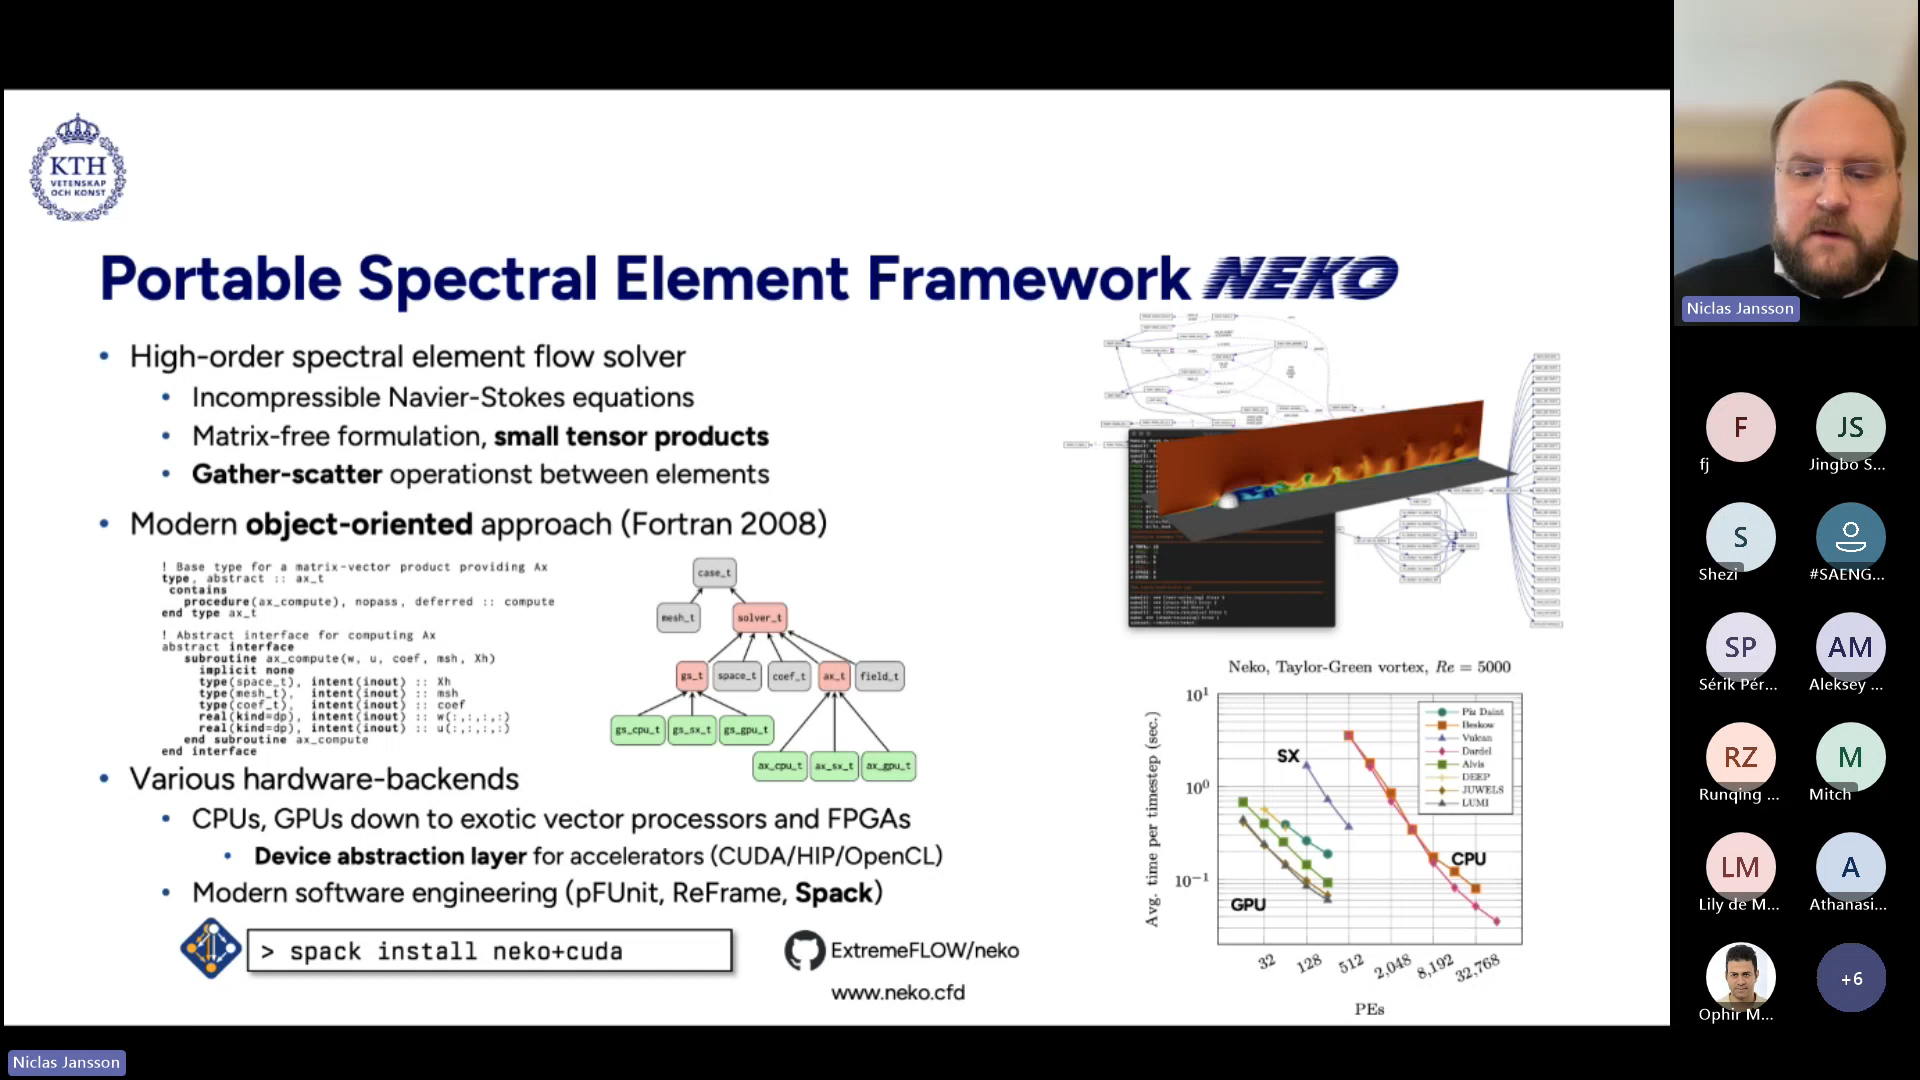 KTH
VETENSKAP
OCH KONST
Portable Spectral Element Framework NEKO
• High-order spectral element flow solver
• Incompressible Navier-Stokes equations
• Matrix-free formulation, small tensor products
• Gather-scatter operationst between elements
• Modern object-oriented approach (Fortran 2008)
! Base type for a matrix-vector product providing Ax
type, abstract :: ax_t
contains
procedure(ax_compute), nopass, deferred :: compute
end type ax_t
! Abstract interface for computing Ax
abstract interface
subroutine ax_compute(w, u, coef, msh, Xh)
implicit none
type(space_t), intent(inout) :: Xh
type(mesh_t), intent(inout) :: msh
type(coef_t), intent(inout) :: coef
real(kind=dp), intent(inout) :: w(:,:,:,:)
real(kind=dp), intent(inout) :: u(:,:,:,:)
end subroutine ax_compute
end interface
case_t
mesh_t
solver_t
gs_t
space_t
coef_t
ax_t
field_t
gs_cpu_t
gs_sx_t
gs_gpu_t
ax_cpu_t
ax_sx_t
ax_gpu_t
• Various hardware-backends
• CPUs, GPUs down to exotic vector processors and FPGAs
• Device abstraction layer for accelerators (CUDA/HIP/OpenCL)
• Modern software engineering (pFUnit, ReFrame, Spack)
> spack install neko+cuda
ExtremeFLOW/neko
www.neko.cfd
Neko, Taylor-Green vortex, Re = 5000
Avg. time per timestep (sec.)
10¹
10⁰
10⁻¹
SX
CPU
GPU
Piz Daint
Beskow
Vulcan
Dardel
Alvis
DEEP
JUWELS
LUMI
32
128
512
2,048
8,192
32,768
PEs
Niclas Jansson
F
fj
JS
Jingbo S...
S
Shezi
#SAENG...
SP
Sérik Pér...
AM
Aleksey ...
RZ
Runqing ...
M
Mitch
LM
Lily de M...
A
Athanasi...
Ophir M...
+6
Niclas Jansson